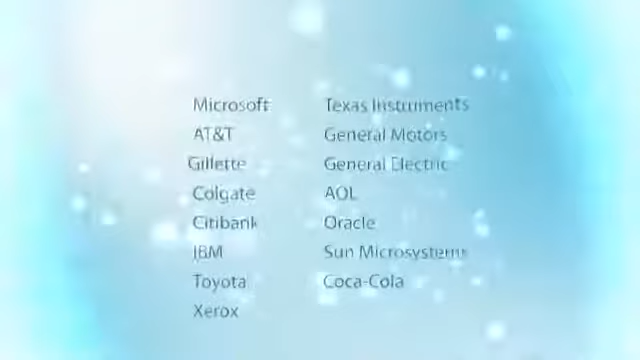 Microsoft
AT&T
Gillette
Colgate
Citibank
IBM
Toyota
Xerox
Texas Instruments
General Motors
General Electric
AOL
Oracle
Sun Microsystems
Coca-Cola